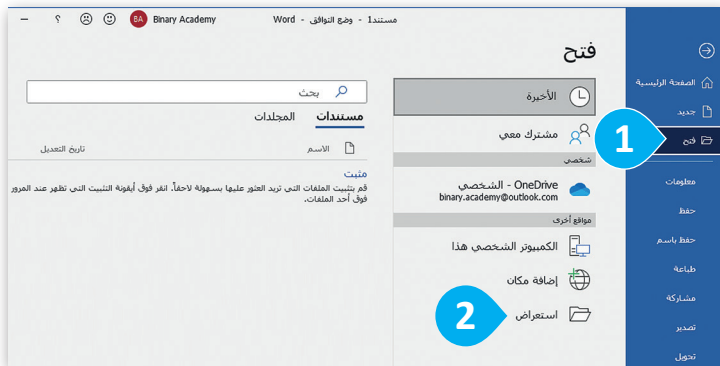 مستند1 - وضع التوافق - Word
Binary Academy
BA
؟
فتح
الصفحة الرئيسية
جديد
فتح
1
معلومات
حفظ
حفظ باسم
طباعة
مشاركة
تصدير
تحويل
الأخيرة
مشترك معي
شخصي
OneDrive - الشخصي
binary.academy@outlook.com
مواقع أخرى
الكمبيوتر الشخصي هذا
إضافة مكان
استعراض
2
بحث
مستندات المجلدات
الاسم تاريخ التعديل
مثبت
قم بتثبيت الملفات التي تريد العثور عليها بسهولة لاحقاً. انقر فوق أيقونة التثبيت التي تظهر عند المرور
فوق أحد الملفات.